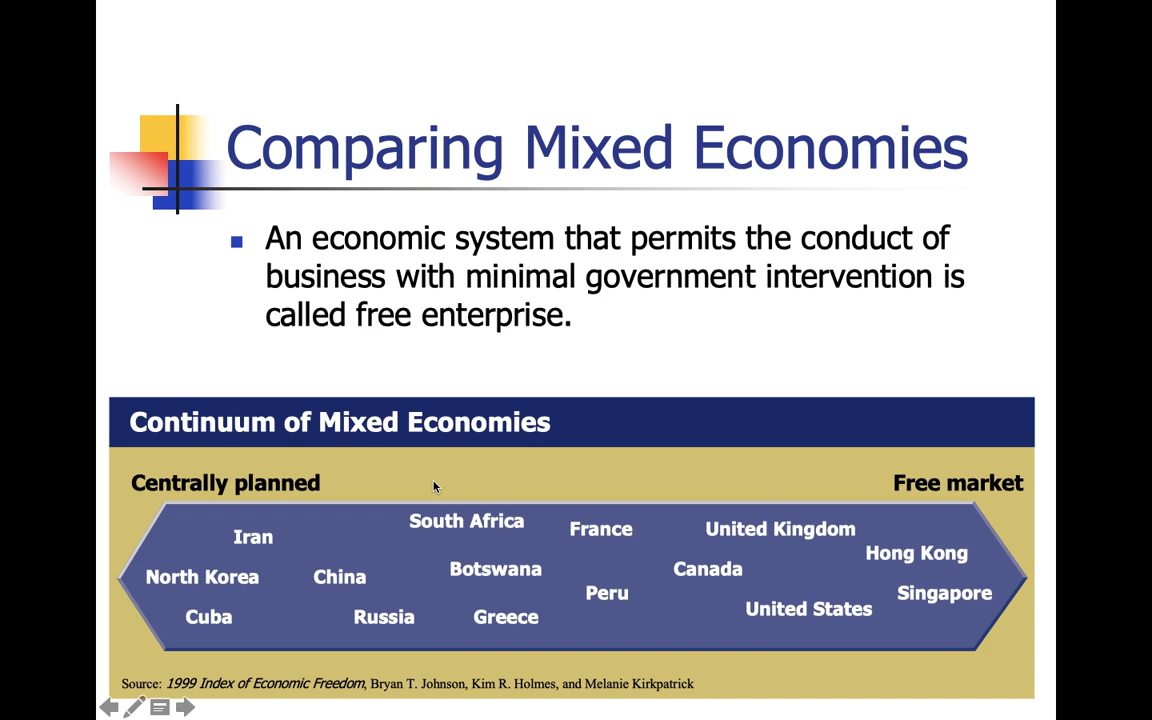 Comparing Mixed Economies
An economic system that permits the conduct of
business with minimal government intervention is
called free enterprise.
Continuum of Mixed Economies
Centrally planned
Free market
South Africa
France
United Kingdom
Iran
Hong Kong
North Korea
China
Botswana
Canada
Peru
Singapore
Cuba
Russia
Greece
United States
Source: 1999 Index of Economic Freedom, Bryan T. Johnson, Kim R. Holmes, and Melanie Kirkpatrick